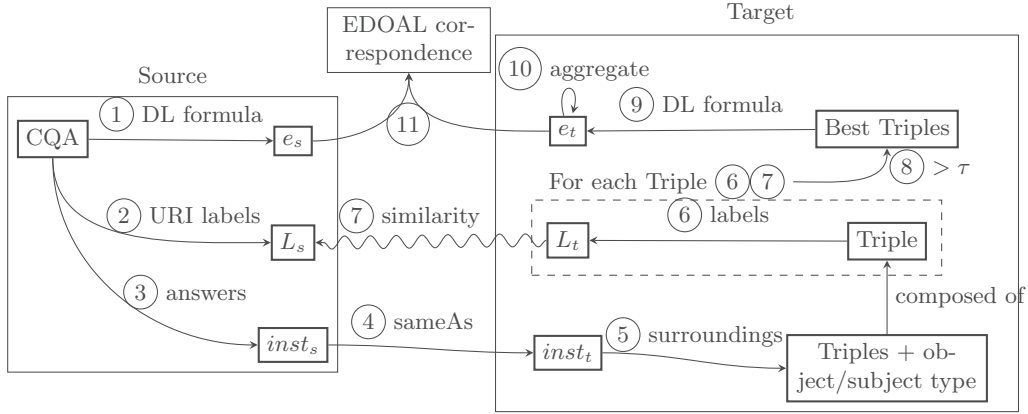 EDOAL cor-
respondence
Target
Source
1 DL formula
CQA
e_s
11
10 aggregate
e_t
9 DL formula
Best Triples
8 > τ
For each Triple 6 7
2 URI labels
L_s
7 similarity
6 labels
L_t
Triple
3 answers
composed of
inst_s
4 sameAs
inst_t
5 surroundings
Triples + ob-
ject/subject type